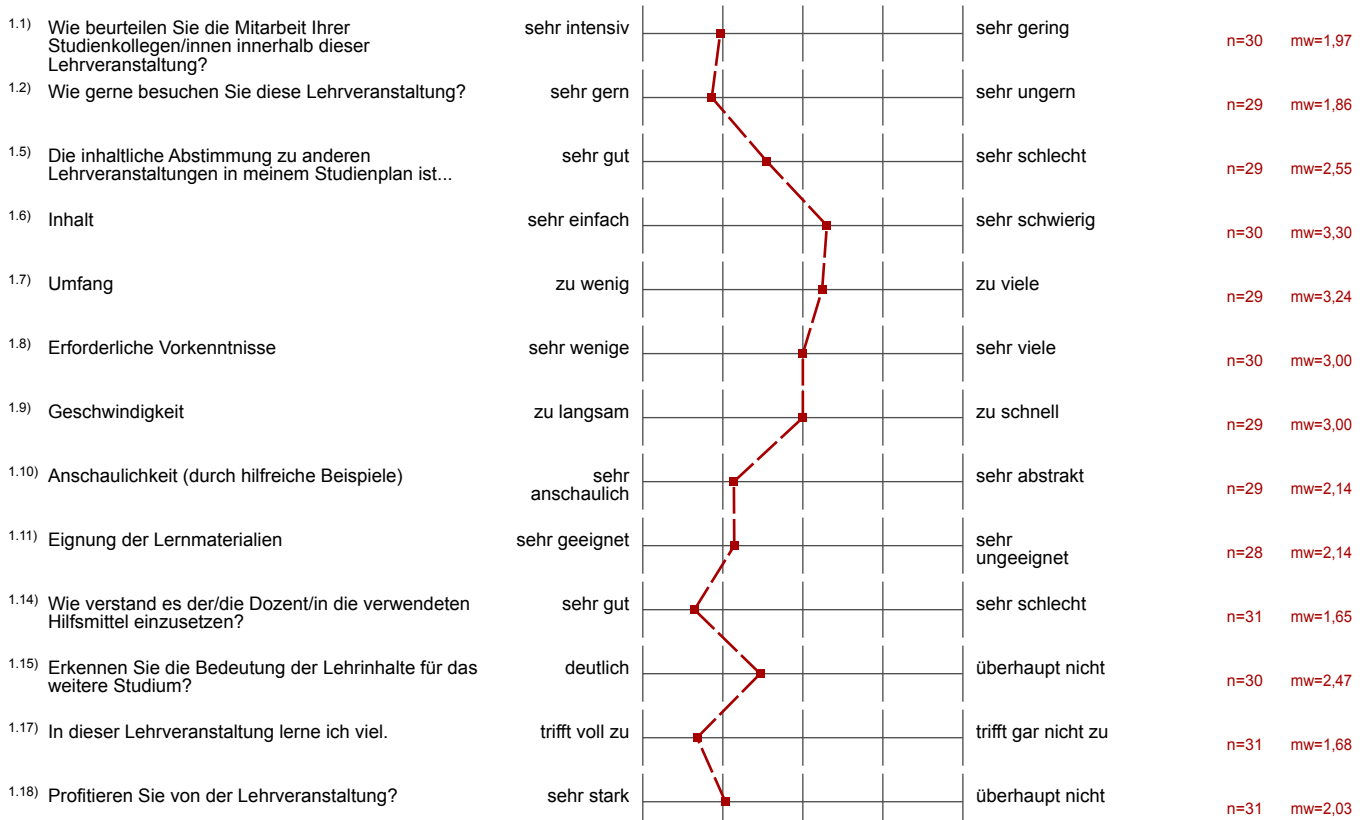 1.1) Wie beurteilen Sie die Mitarbeit Ihrer sehr intensiv sehr gering n=30 mw=1,97
Studienkollegen/innen innerhalb dieser
Lehrveranstaltung?
1.2) Wie gerne besuchen Sie diese Lehrveranstaltung? sehr gern sehr ungern n=29 mw=1,86
1.5) Die inhaltliche Abstimmung zu anderen sehr gut sehr schlecht n=29 mw=2,55
Lehrveranstaltungen in meinem Studienplan ist...
1.6) Inhalt sehr einfach sehr schwierig n=30 mw=3,30
1.7) Umfang zu wenig zu viele n=29 mw=3,24
1.8) Erforderliche Vorkenntnisse sehr wenige sehr viele n=30 mw=3,00
1.9) Geschwindigkeit zu langsam zu schnell n=29 mw=3,00
1.10) Anschaulichkeit (durch hilfreiche Beispiele) sehr sehr abstrakt n=29 mw=2,14
anschaulich
1.11) Eignung der Lernmaterialien sehr geeignet sehr n=28 mw=2,14
ungeeignet
1.14) Wie verstand es der/die Dozent/in die verwendeten sehr gut sehr schlecht n=31 mw=1,65
Hilfsmittel einzusetzen?
1.15) Erkennen Sie die Bedeutung der Lehrinhalte für das deutlich überhaupt nicht n=30 mw=2,47
weitere Studium?
1.17) In dieser Lehrveranstaltung lerne ich viel. trifft voll zu trifft gar nicht zu n=31 mw=1,68
1.18) Profitieren Sie von der Lehrveranstaltung? sehr stark überhaupt nicht n=31 mw=2,03